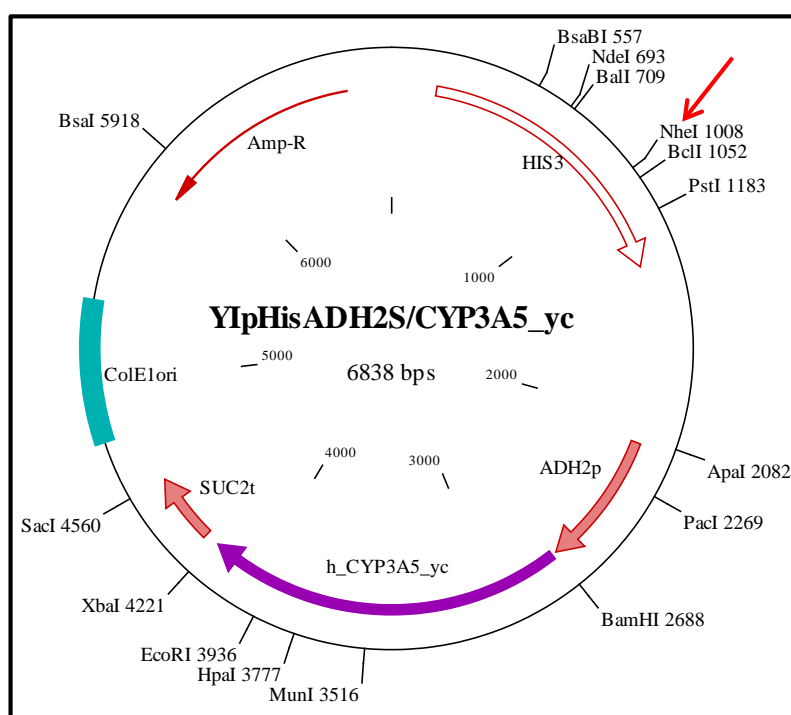 BsaBI 557
NdeI 693
BalI 709
BsaI 5918
Amp-R
NheI 1008
HIS3
BclI 1052
PstI 1183
6000
1000
YIpHisADH2S/CYP3A5_yc
ColE1ori
5000
6838 bps
2000
4000
3000
ADH2p
ApaI 2082
SUC2t
PacI 2269
SacI 4560
h_CYP3A5_yc
XbaI 4221
BamHI 2688
EcoRI 3936
HpaI 3777
MunI 3516